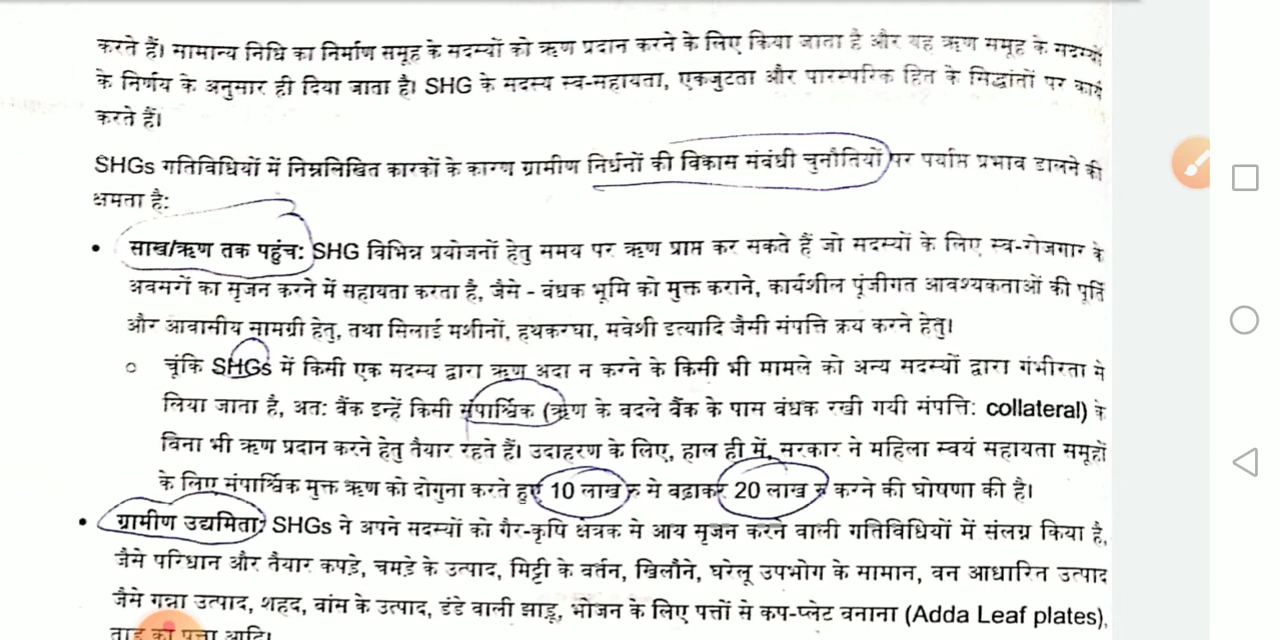 करते हैं। सामान्य निधि का निर्माण समूह के सदस्यों को ऋण प्रदान करने के लिए किया जाता है और यह ऋण समूह के सदस्यों
के निर्णय के अनुसार ही दिया जाता है। SHG के सदस्य स्व-सहायता, एकजुटता और पारस्परिक हित के सिद्धांतों पर कार्य
करते हैं।
SHGs गतिविधियों में निम्नलिखित कारकों के कारण ग्रामीण निर्धनों की विकास संबंधी चुनौतियों पर पर्याप्त प्रभाव डालने की
क्षमता है:
• साख/ऋण तक पहुंच: SHG विभिन्न प्रयोजनों हेतु समय पर ऋण प्राप्त कर सकते हैं जो सदस्यों के लिए स्व-रोजगार के
अवसरों का सृजन करने में सहायता करता है, जैसे - बंधक भूमि को मुक्त कराने, कार्यशील पूंजीगत आवश्यकताओं की पूर्ति
और आवासीय सामग्री हेतु, तथा सिलाई मशीनों, हथकरघा, मवेशी इत्यादि जैसी संपत्ति क्रय करने हेतु।
o चूंकि SHGs में किसी एक सदस्य द्वारा ऋण अदा न करने के किसी भी मामले को अन्य सदस्यों द्वारा गंभीरता से
लिया जाता है, अत: बैंक इन्हें किसी संपार्श्विक (ऋण के बदले बैंक के पास बंधक रखी गयी संपत्ति: collateral) के
बिना भी ऋण प्रदान करने हेतु तैयार रहते हैं। उदाहरण के लिए, हाल ही में, सरकार ने महिला स्वयं सहायता समूहों
के लिए संपार्श्विक मुक्त ऋण को दोगुना करते हुए 10 लाख रु से बढ़ाकर 20 लाख रु करने की घोषणा की है।
• ग्रामीण उद्यमिता: SHGs ने अपने सदस्यों को गैर-कृषि क्षेत्रक से आय सृजन करने वाली गतिविधियों में संलग्न किया है,
जैसे परिधान और तैयार कपड़े, चमड़े के उत्पाद, मिट्टी के बर्तन, खिलौने, घरेलू उपभोग के सामान, वन आधारित उत्पाद
जैसे गन्ना उत्पाद, शहद, बांस के उत्पाद, डंडे वाली झाड़ू, भोजन के लिए पत्तों से कप-प्लेट बनाना (Adda Leaf plates),
ताड़ का पत्ता आदि।